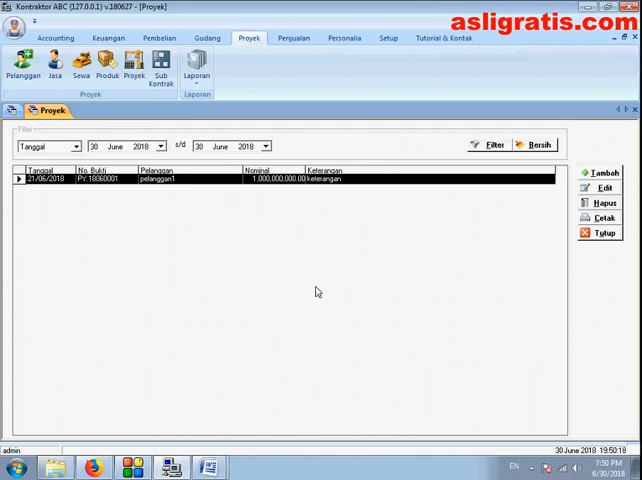 Kontraktor ABC (127.0.0.1) v.180627 - [Proyek]
asligratis.com
Accounting Keuangan Pembelian Gudang Proyek Penjualan Personalia Setup Tutorial & Kontak
Pelanggan Jasa Sewa Produk Proyek Sub Kontrak Laporan
Proyek Laporan
Proyek
Filter
Tanggal 30 June 2018 s/d 30 June 2018 Filter Bersih
Tanggal No. Bukti Pelanggan Nominal Keterangan
21/06/2018 PY.18060001 pelanggan1 1,000,000,000.00 keterangan
Tambah
Edit
Hapus
Cetak
Tutup
admin 30 June 2018 19:50:18
EN 7:50 PM
6/30/2018